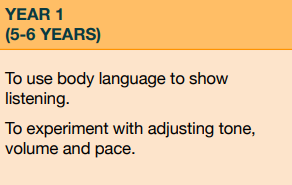 YEAR 1
(5-6 YEARS)
To use body language to show
listening.
To experiment with adjusting tone,
volume and pace.